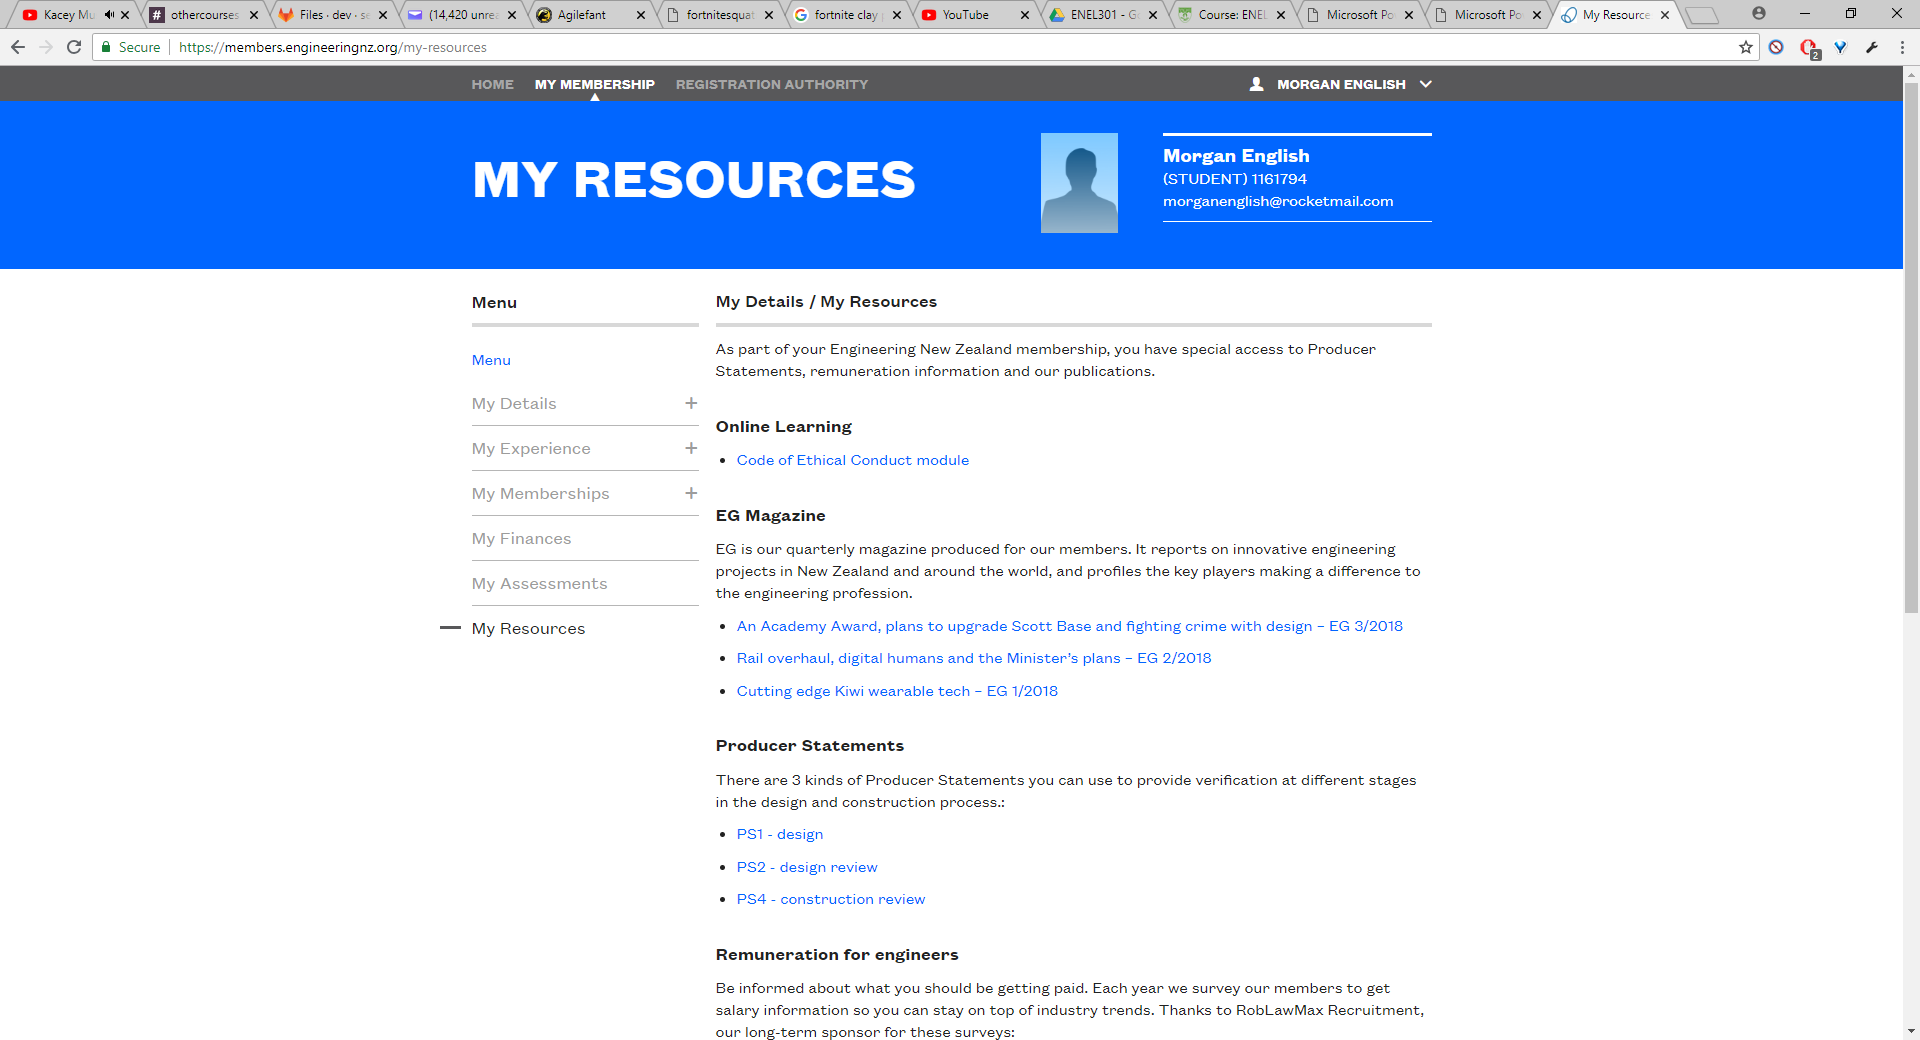 Kacey Mu
othercourses
Files · dev · se
(14,420 unrea
Agilefant
fortnitesquat
fortnite clay
YouTube
ENEL301 - Go
Course: ENEL
Microsoft Po
Microsoft Po
My Resource
Secure https://members.engineeringnz.org/my-resources
2
HOME MY MEMBERSHIP REGISTRATION AUTHORITY MORGAN ENGLISH
MY RESOURCES
Morgan English
(STUDENT) 1161794
morganenglish@rocketmail.com
Menu
Menu
My Details +
My Experience +
My Memberships +
My Finances
My Assessments
My Resources
My Details / My Resources
As part of your Engineering New Zealand membership, you have special access to Producer
Statements, remuneration information and our publications.
Online Learning
• Code of Ethical Conduct module
EG Magazine
EG is our quarterly magazine produced for our members. It reports on innovative engineering
projects in New Zealand and around the world, and profiles the key players making a difference to
the engineering profession.
• An Academy Award, plans to upgrade Scott Base and fighting crime with design – EG 3/2018
• Rail overhaul, digital humans and the Minister's plans – EG 2/2018
• Cutting edge Kiwi wearable tech – EG 1/2018
Producer Statements
There are 3 kinds of Producer Statements you can use to provide verification at different stages
in the design and construction process.:
• PS1 - design
• PS2 - design review
• PS4 - construction review
Remuneration for engineers
Be informed about what you should be getting paid. Each year we survey our members to get
salary information so you can stay on top of industry trends. Thanks to RobLawMax Recruitment,
our long-term sponsor for these surveys: